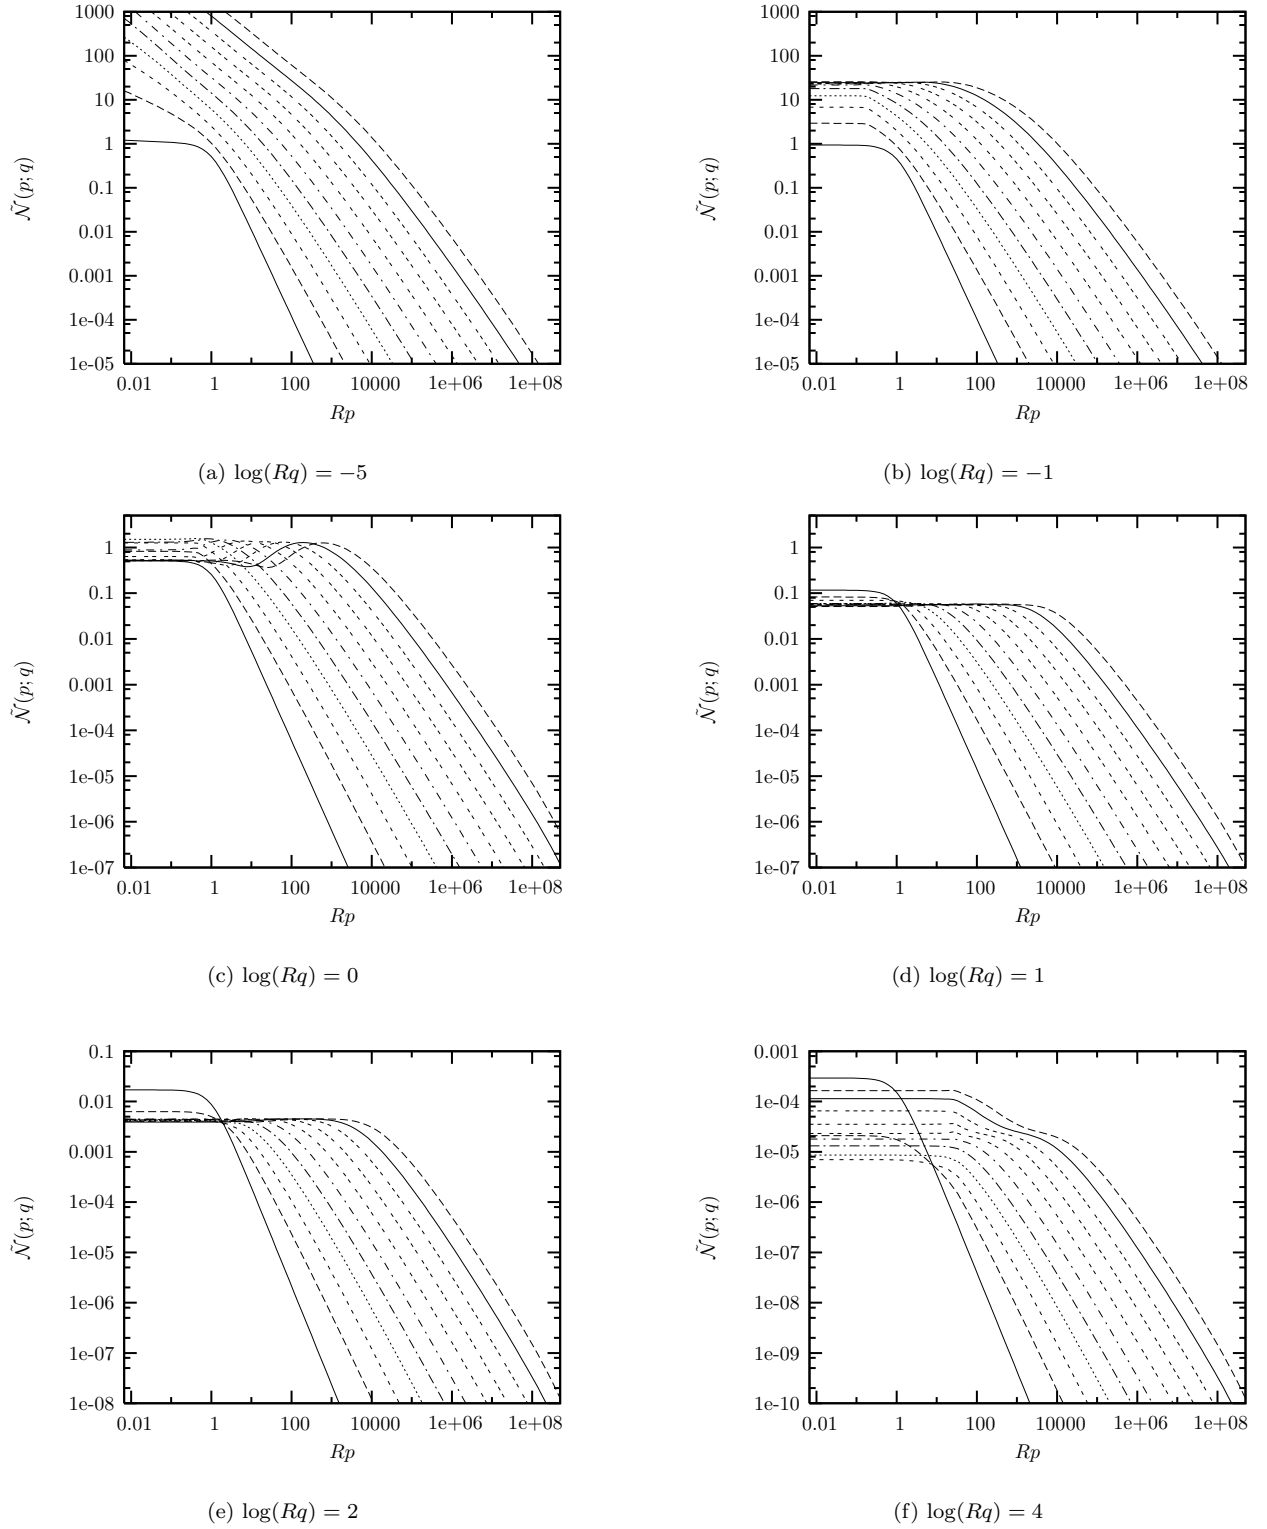 1000
100
10
1
0.1
0.01
0.001
1e-04
1e-05
Ñ(p; q)
0.01 1 100 10000 1e+06 1e+08
Rp
(a) log(Rq) = −5
1000
100
10
1
0.1
0.01
0.001
1e-04
1e-05
Ñ(p; q)
0.01 1 100 10000 1e+06 1e+08
Rp
(b) log(Rq) = −1
1
0.1
0.01
0.001
1e-04
1e-05
1e-06
1e-07
Ñ(p; q)
0.01 1 100 10000 1e+06 1e+08
Rp
(c) log(Rq) = 0
1
0.1
0.01
0.001
1e-04
1e-05
1e-06
1e-07
Ñ(p; q)
0.01 1 100 10000 1e+06 1e+08
Rp
(d) log(Rq) = 1
0.1
0.01
0.001
1e-04
1e-05
1e-06
1e-07
1e-08
Ñ(p; q)
0.01 1 100 10000 1e+06 1e+08
Rp
(e) log(Rq) = 2
0.001
1e-04
1e-05
1e-06
1e-07
1e-08
1e-09
1e-10
Ñ(p; q)
0.01 1 100 10000 1e+06 1e+08
Rp
(f) log(Rq) = 4